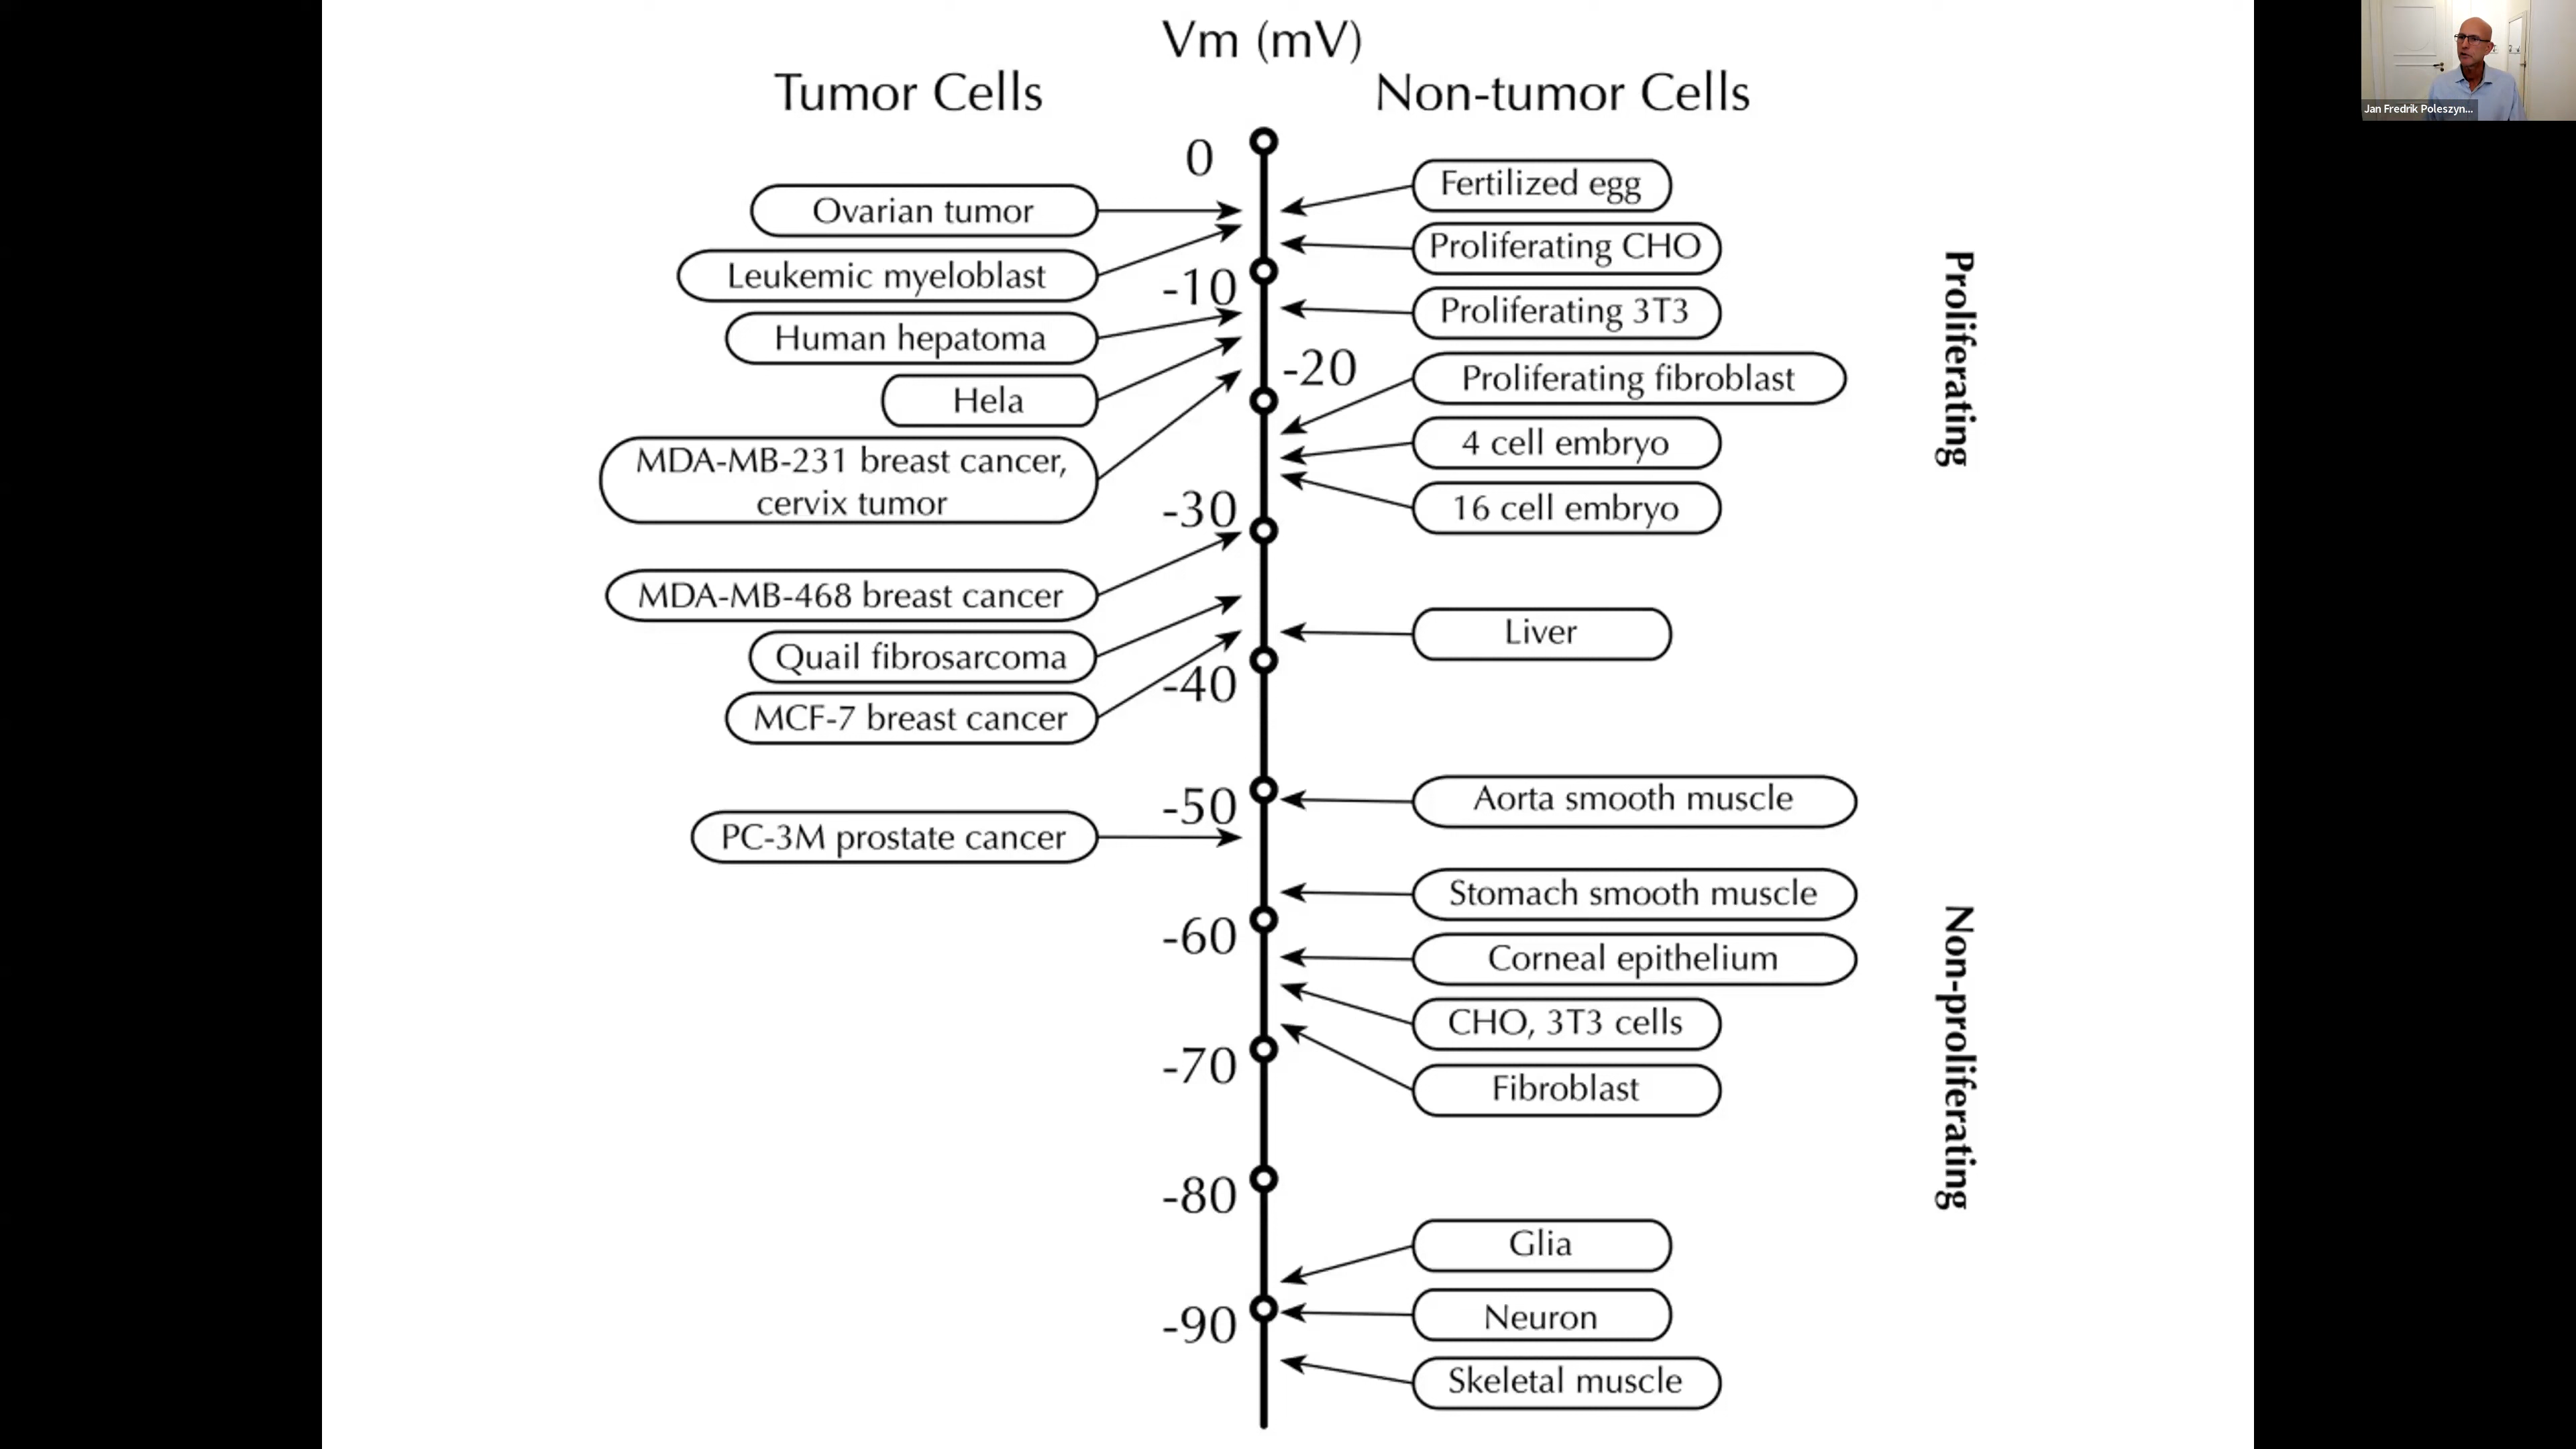 Vm (mV)
Tumor Cells
Non-tumor Cells
0
-10
-20
-30
-40
-50
-60
-70
-80
-90
Ovarian tumor
Leukemic myeloblast
Human hepatoma
Hela
MDA-MB-231 breast cancer,
cervix tumor
MDA-MB-468 breast cancer
Quail fibrosarcoma
MCF-7 breast cancer
PC-3M prostate cancer
Fertilized egg
Proliferating CHO
Proliferating 3T3
Proliferating fibroblast
4 cell embryo
16 cell embryo
Liver
Aorta smooth muscle
Stomach smooth muscle
Corneal epithelium
CHO, 3T3 cells
Fibroblast
Glia
Neuron
Skeletal muscle
Proliferating
Non-proliferating
Jan Fredrik Poleszyn...